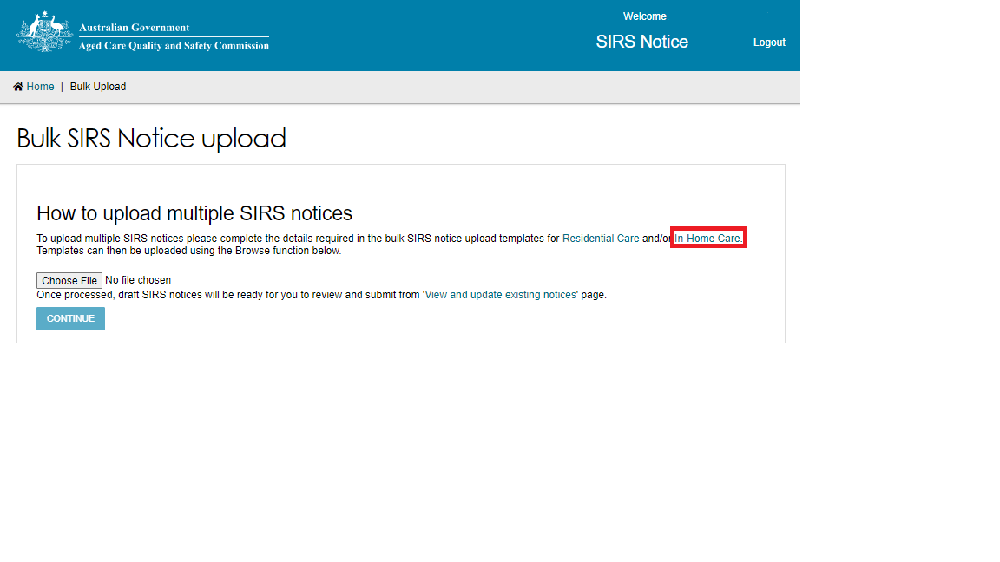 Australian Government
Aged Care Quality and Safety Commission
Welcome
SIRS Notice
Logout
Home | Bulk Upload
Bulk SIRS Notice upload
How to upload multiple SIRS notices
To upload multiple SIRS notices please complete the details required in the bulk SIRS notice upload templates for Residential Care and/or In-Home Care.
Templates can then be uploaded using the Browse function below.
Choose File No file chosen
Once processed, draft SIRS notices will be ready for you to review and submit from 'View and update existing notices' page.
CONTINUE